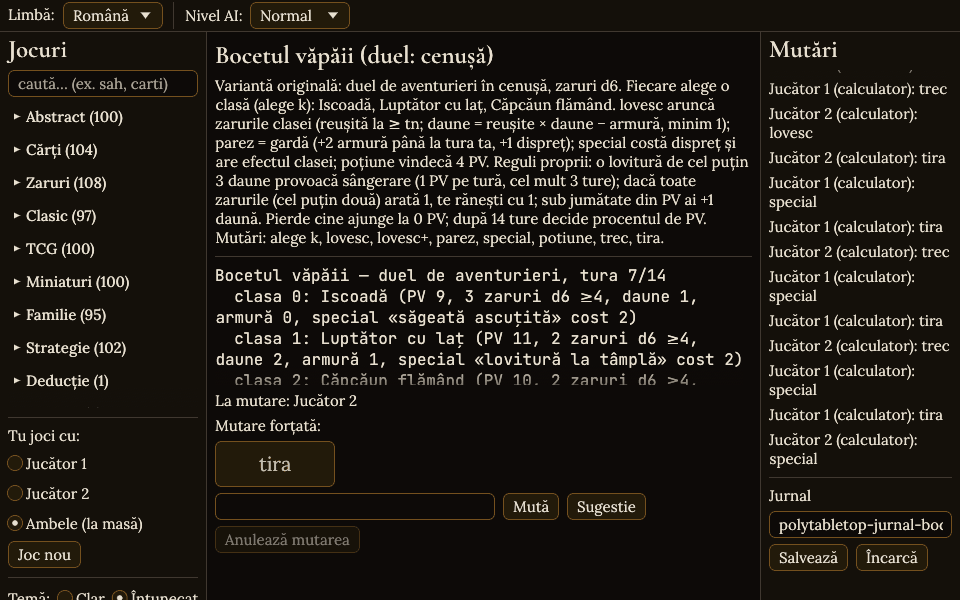 Limbă: Română ▼ Nivel AI: Normal ▼
Jocuri
caută... (ex. sah, carti)
▸ Abstract (100)
▸ Cărți (104)
▸ Zaruri (108)
▸ Clasic (97)
▸ TCG (100)
▸ Miniaturi (100)
▸ Familie (95)
▸ Strategie (102)
▸ Deducție (1)
Tu joci cu:
Jucător 1
Jucător 2
Ambele (la masă)
Joc nou
Temă: Clar Întunecat
Bocetul văpăii (duel: cenușă)
Variantă originală: duel de aventurieri în cenușă, zaruri d6. Fiecare alege o
clasă (alege k): Iscoadă, Luptător cu laț, Căpcăun flămând. lovesc aruncă
zarurile clasei (reușită la ≥ tn; daune = reușite × daune − armură, minim 1);
parez = gardă (+2 armură până la tura ta, +1 dispreț); special costă dispreț și
are efectul clasei; poțiune vindecă 4 PV. Reguli proprii: o lovitură de cel puțin
3 daune provoacă sângerare (1 PV pe tură, cel mult 3 ture); dacă toate
zarurile (cel puțin două) arată 1, te rănești cu 1; sub jumătate din PV ai +1
daună. Pierde cine ajunge la 0 PV; după 14 ture decide procentul de PV.
Mutări: alege k, lovesc, lovesc+, parez, special, potiune, trec, tira.
Bocetul văpăii — duel de aventurieri, tura 7/14
clasa 0: Iscoadă (PV 9, 3 zaruri d6 ≥4, daune 1,
armură 0, special «săgeată ascuțită» cost 2)
clasa 1: Luptător cu laț (PV 11, 2 zaruri d6 ≥4,
daune 2, armură 1, special «lovitură la tâmplă» cost 2)
clasa 2: Căpcăun flămând (PV 10, 2 zaruri d6 ≥4,
La mutare: Jucător 2
Mutare forțată:
tira
Mută Sugestie
Anulează mutarea
Mutări
Jucător 1 (calculator): trec
Jucător 2 (calculator):
lovesc
Jucător 2 (calculator): tira
Jucător 1 (calculator):
special
Jucător 1 (calculator): tira
Jucător 2 (calculator): trec
Jucător 1 (calculator):
special
Jucător 1 (calculator): tira
Jucător 2 (calculator): trec
Jucător 1 (calculator):
special
Jucător 1 (calculator): tira
Jucător 2 (calculator):
special
Jurnal
polytabletop-jurnal-boc
Salvează Încarcă